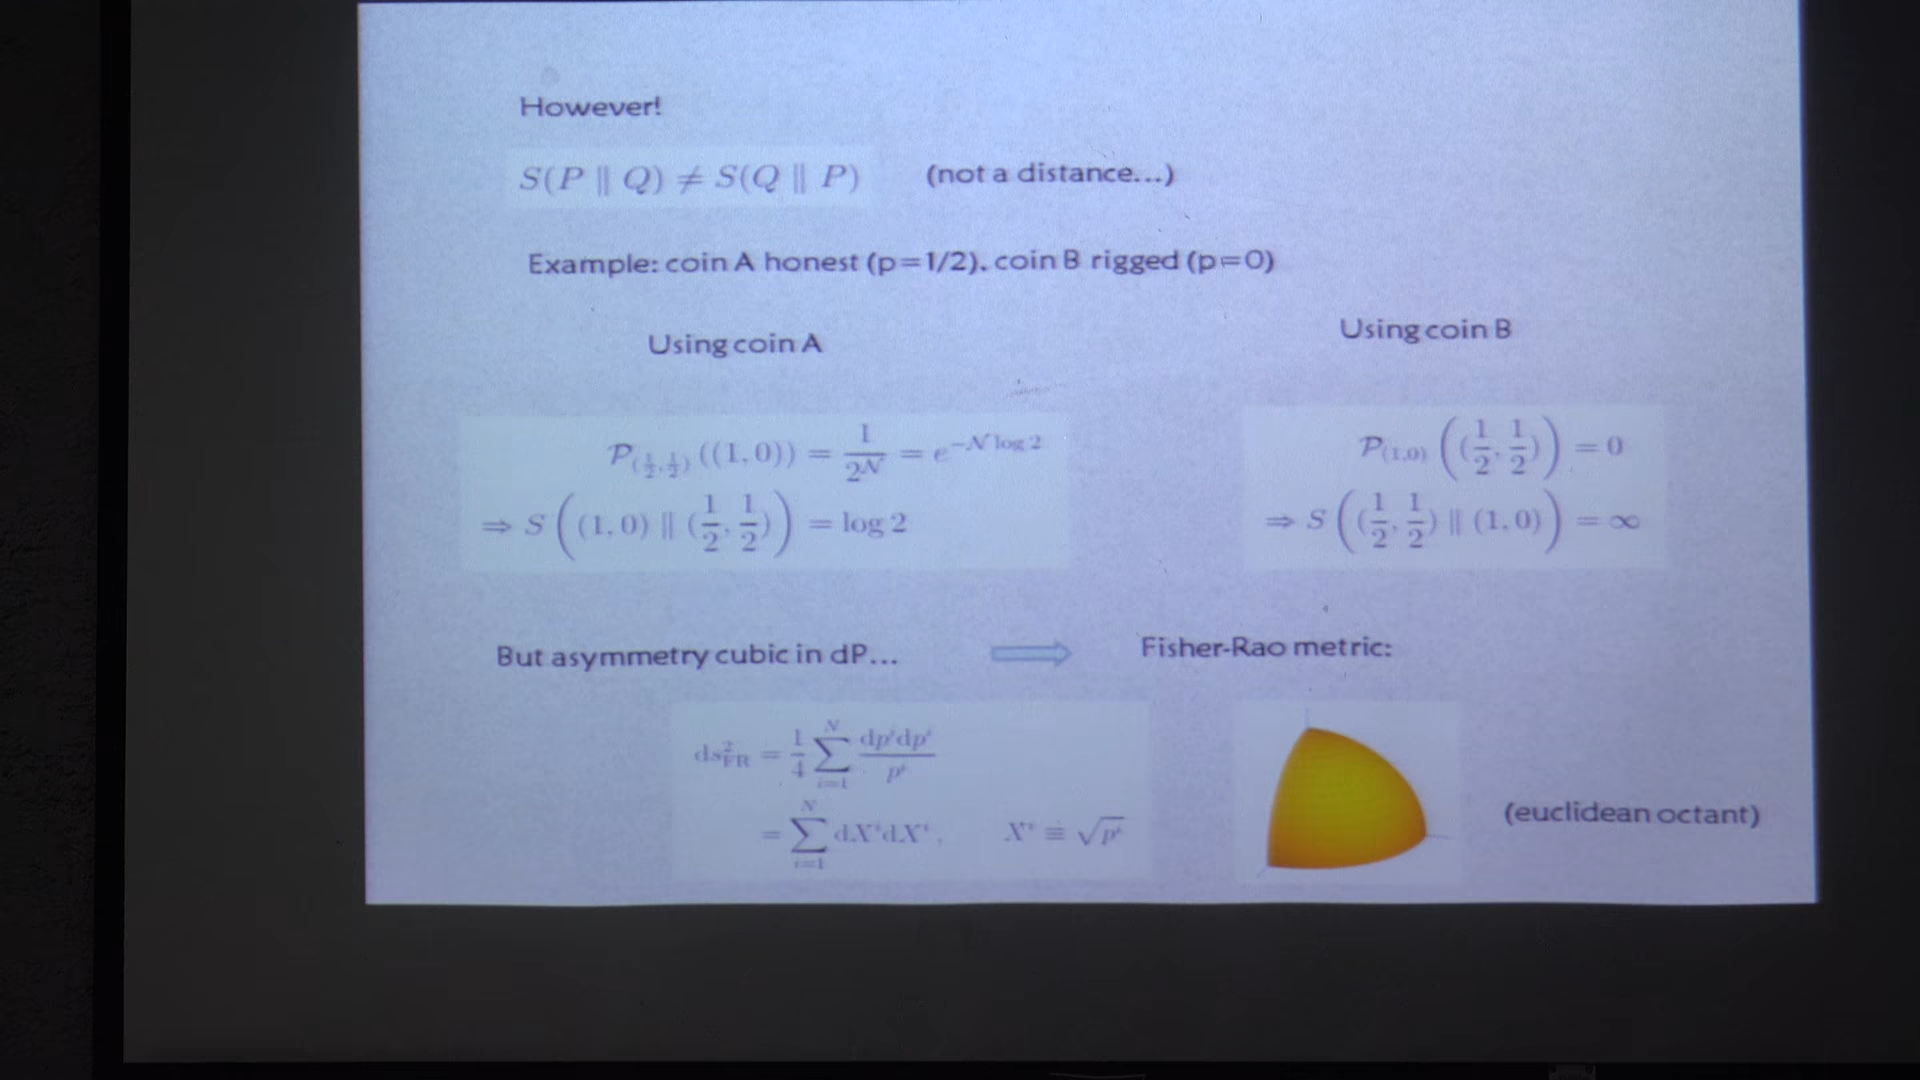 However!
S(P ∥ Q) ≠ S(Q ∥ P) (not a distance...)
Example: coin A honest (p=1/2), coin B rigged (p=0)
Using coin A
Using coin B
𝒫_(1/2, 1/2) ((1, 0)) = 1/2^𝒩 = e^{−𝒩 log 2}
⇒ S((1, 0) ∥ (1/2, 1/2)) = log 2
𝒫_(1,0) ((1/2, 1/2)) = 0
⇒ S((1/2, 1/2) ∥ (1, 0)) = ∞
But asymmetry cubic in dP...
Fisher-Rao metric:
ds²_FR = 1/4 ∑_{i=1}^{N} dp^i dp^i / p^i
= ∑_{i=1}^{N} dX^i dX^i, X^i ≡ √p^i
(euclidean octant)